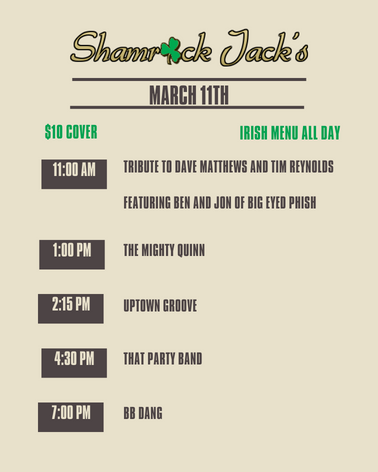 Shamrock Jack's
MARCH 11TH
$10 COVER
IRISH MENU ALL DAY
11:00 AM TRIBUTE TO DAVE MATTHEWS AND TIM REYNOLDS
FEATURING BEN AND JON OF BIG EYED PHISH
1:00 PM THE MIGHTY QUINN
2:15 PM UPTOWN GROOVE
4:30 PM THAT PARTY BAND
7:00 PM BB DANG